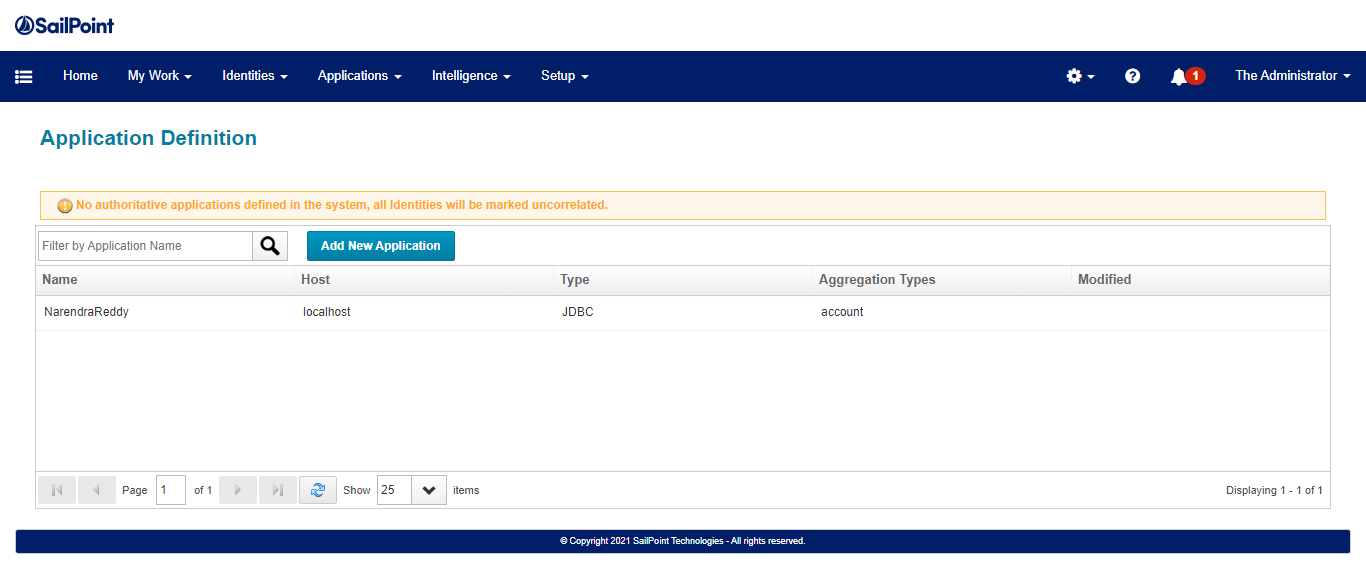 SailPoint
Home My Work Identities Applications Intelligence Setup ? 1 The Administrator
Application Definition
No authoritative applications defined in the system, all Identities will be marked uncorrelated.
Filter by Application Name Add New Application
Name Host Type Aggregation Types Modified
NarendraReddy localhost JDBC account
Page 1 of 1 Show 25 items Displaying 1 - 1 of 1
© Copyright 2021 SailPoint Technologies - All rights reserved.